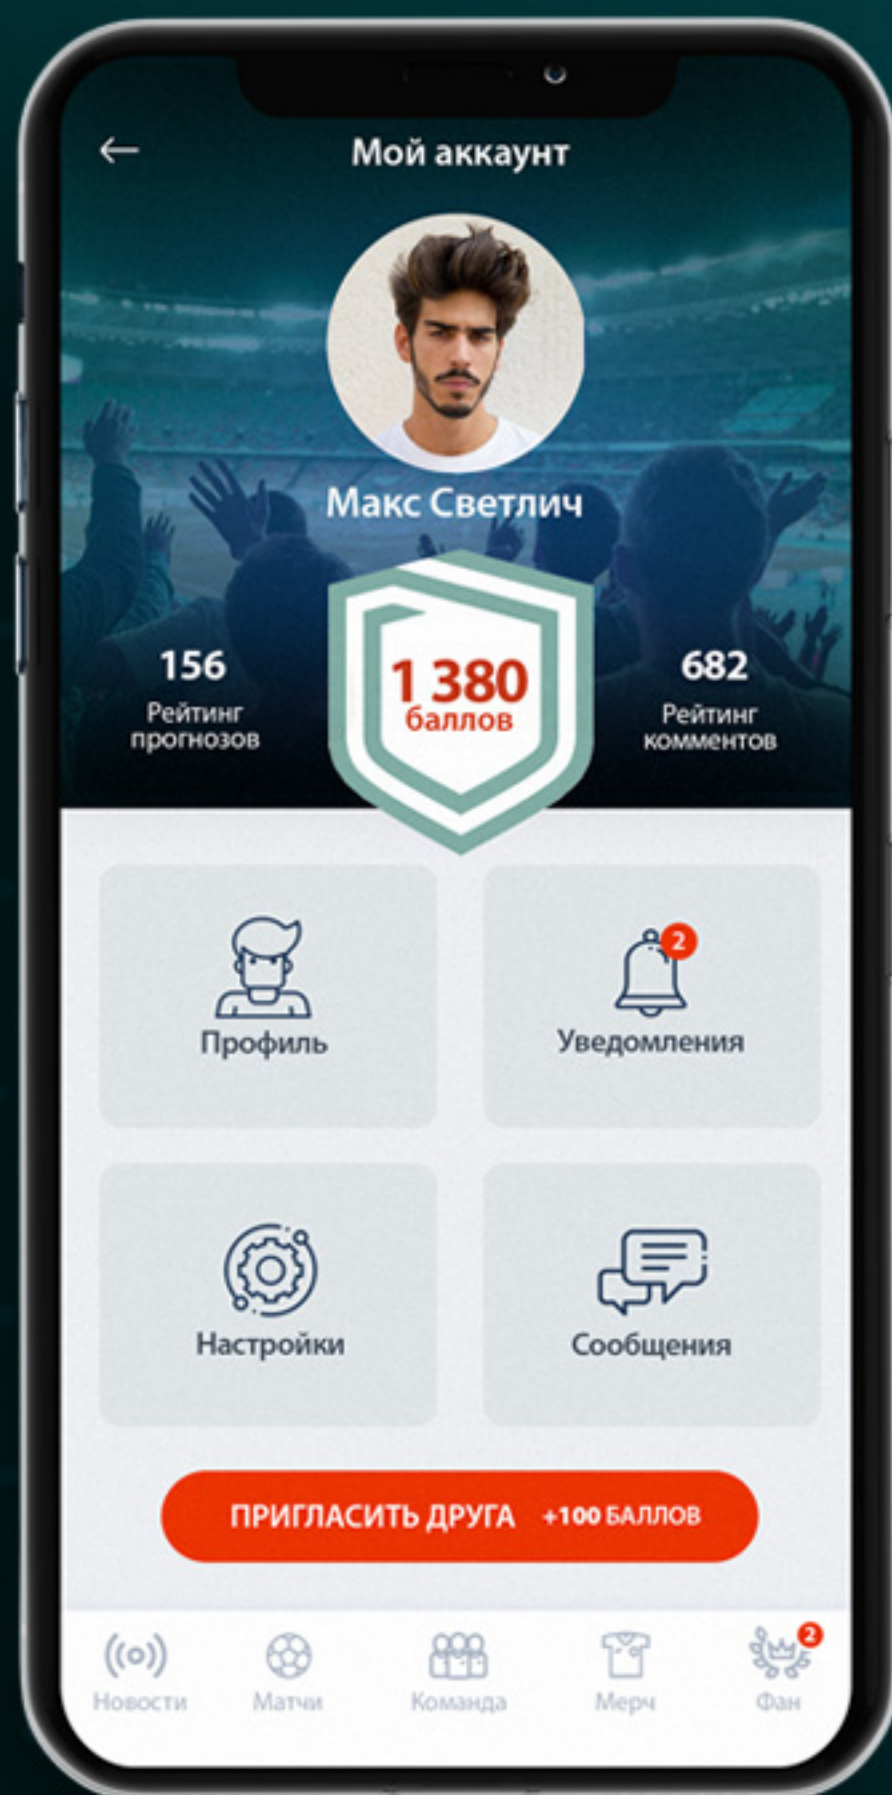 Мой аккаунт
Макс Светлич
156
Рейтинг
прогнозов
1 380
баллов
682
Рейтинг
комментов
Профиль
2
Уведомления
Настройки
Сообщения
ПРИГЛАСИТЬ ДРУГА +100 БАЛЛОВ
Новости
Матчи
Команда
Мерч
2
Фан